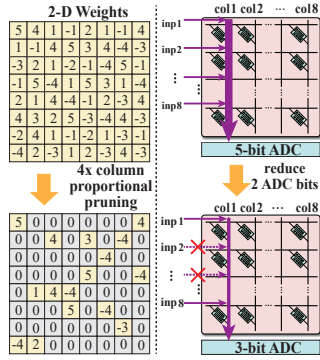 2-D Weights
5 4 1 -1 2 1 -1 4
1 -1 4 5 3 4 -4 -3
-3 2 1 -2 -1 -5 1 -1
-1 5 -4 1 5 3 1 -4
2 1 4 -4 -1 2 -3 -1
4 3 2 5 -3 -4 4 -2
-2 4 1 -1 -2 -1 -3 1
-4 2 -3 1 2 -3 4 -3
4x column
proportional
pruning
5 0 0 0 0 0 0 4
0 0 4 0 3 0 -4 0
0 0 0 0 0 0 0 0
0 0 0 0 5 0 0 -4
0 1 4 -4 0 0 0 0
0 0 0 5 0 -4 0 0
0 0 0 0 0 0 -3 0
-4 2 0 0 0 0 0 0
col1 col2 ... col8
inp1
inp2
...
inp8
5-bit ADC
reduce
2 ADC bits
col1 col2 ... col8
inp1
inp2
...
inp8
3-bit ADC